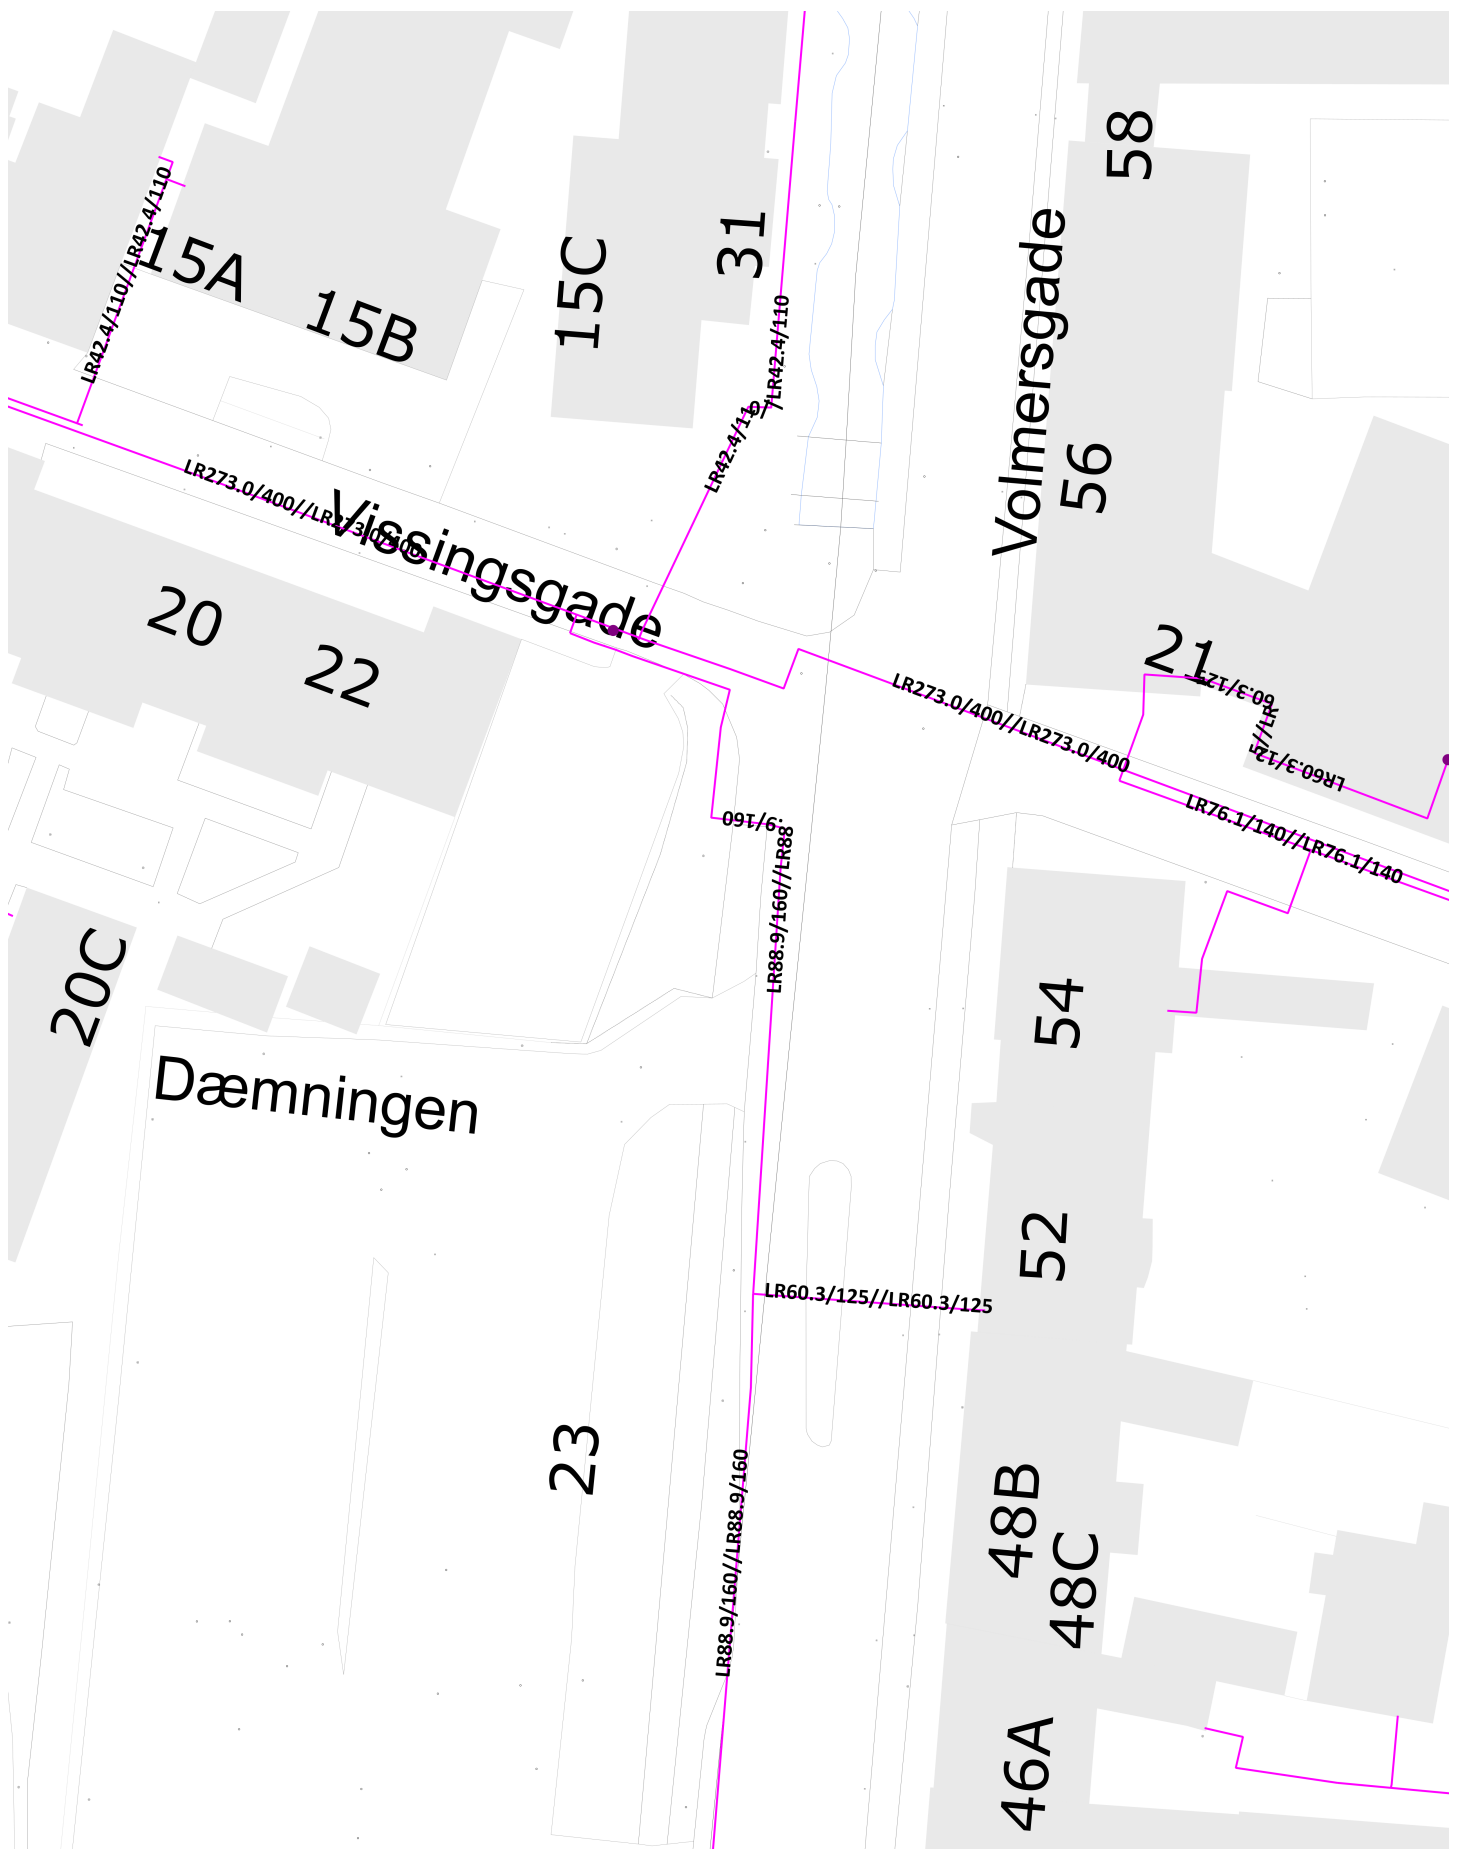 58
LR42.4/110//LR42.4/110
15A
15B
15C
31
Volmersgade
LR42.4/110//LR42.4/110
56
LR273.0/400//LR273.0/400
Vissingsgade
20
22
21
LR273.0/400//LR273.0/400
LR60.3/125//LR60.3/125
LR76.1/140//LR76.1/140
LR88.9/160//LR88.9/160
20C
54
Dæmningen
52
LR60.3/125//LR60.3/125
23
48B
48C
LR88.9/160//LR88.9/160
46A